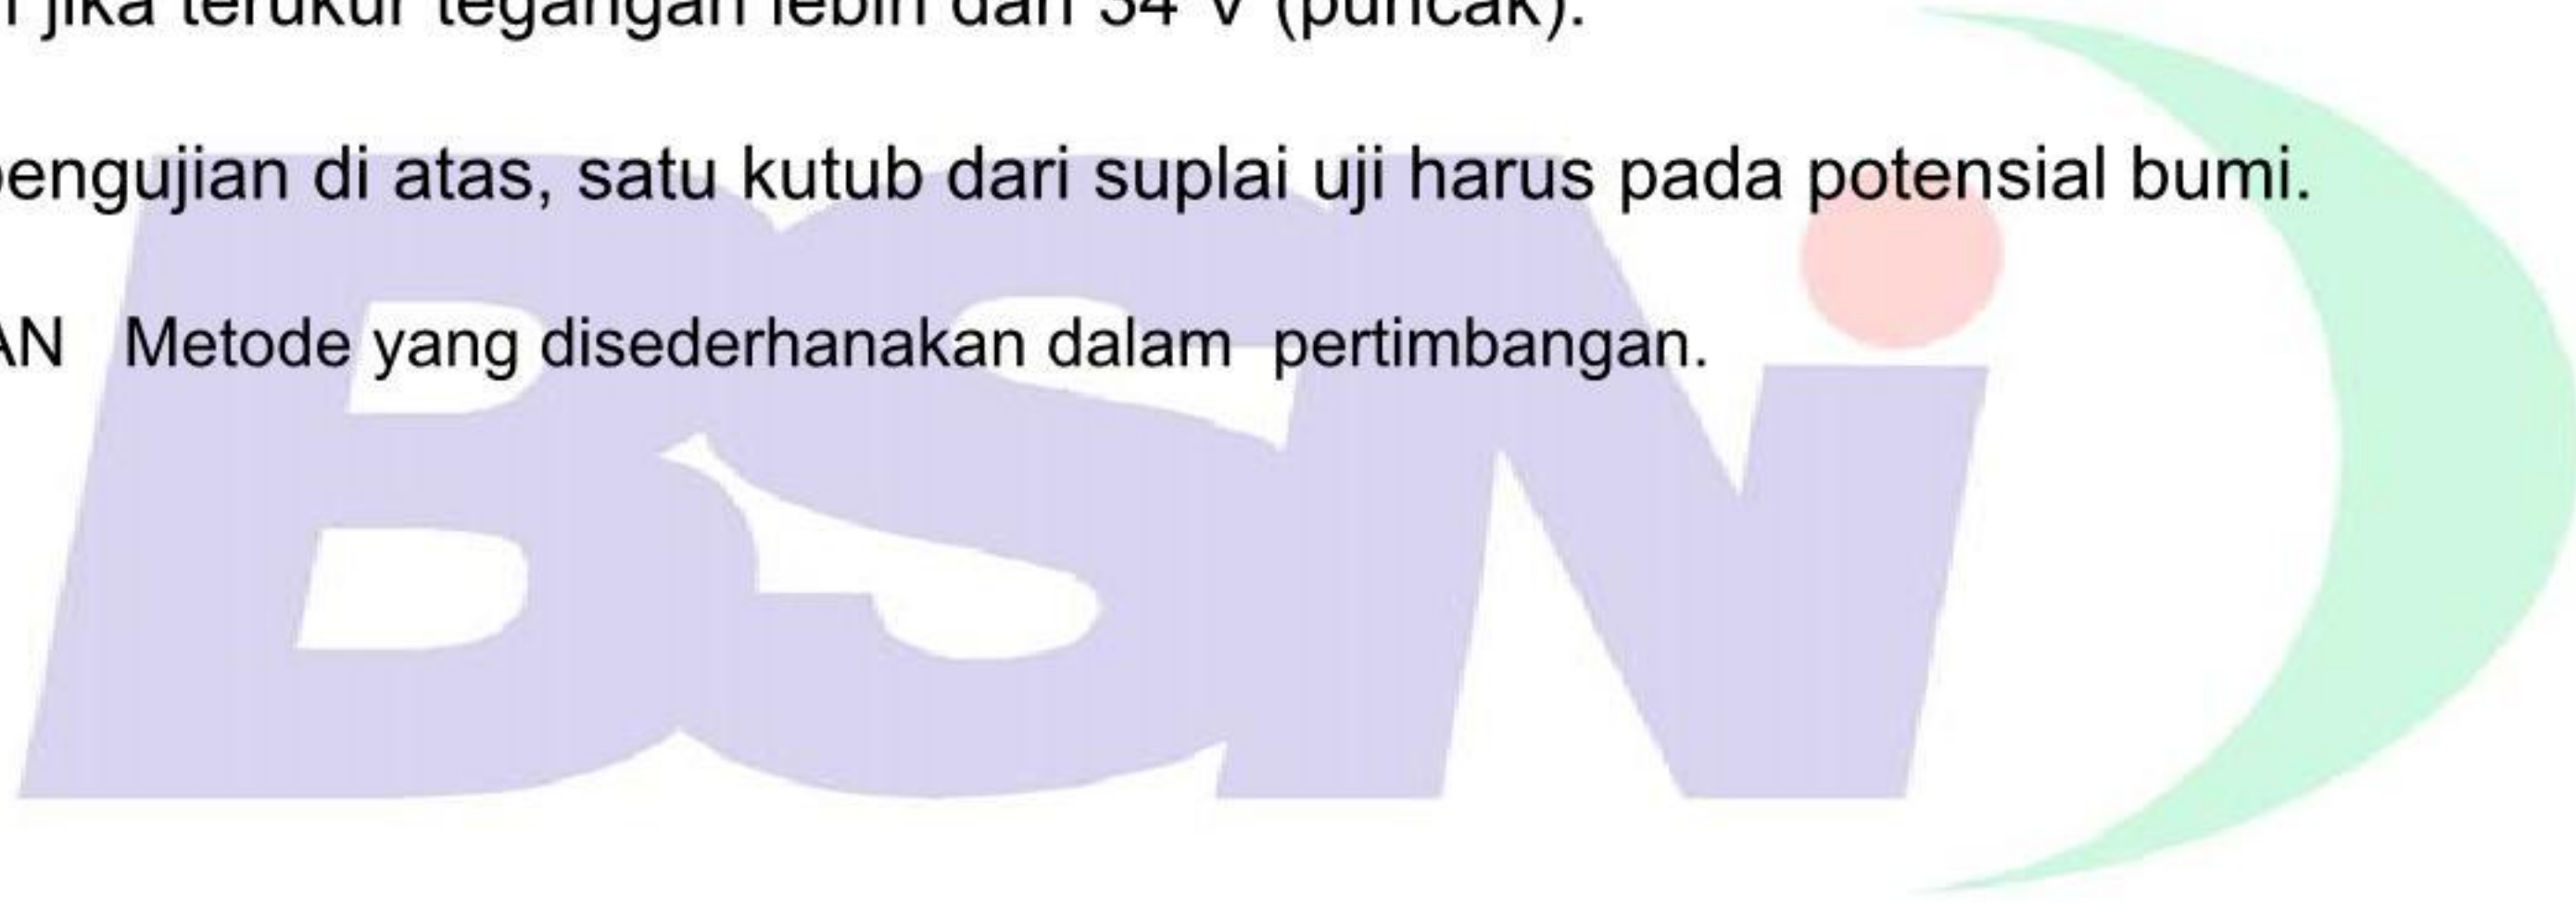 jika terukur tegangan lebih dari 34 V (puncak).
pengujian di atas, satu kutub dari suplai uji harus pada potensial bumi.
AN Metode yang disederhanakan dalam pertimbangan.
BSNi